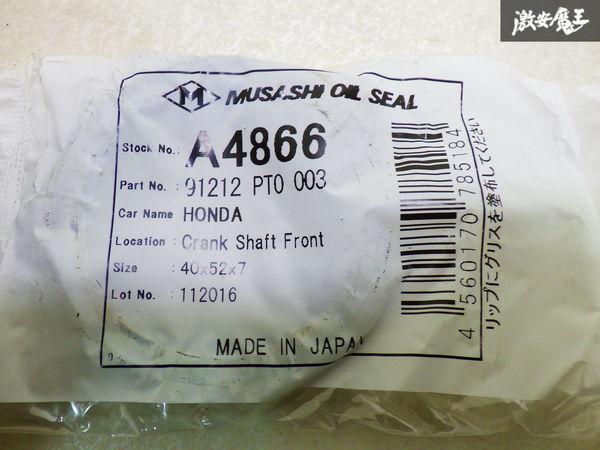 激安魔王
M MUSASHI OIL SEAL
Stock No.: A4866
Part No. : 91212 PT0 003
Car Name HONDA
Location : Crank Shaft Front
Size : 40x52x7
Lot No. : 112016
MADE IN JAPAN
4 560170 785184
リップにグリスを塗布してください